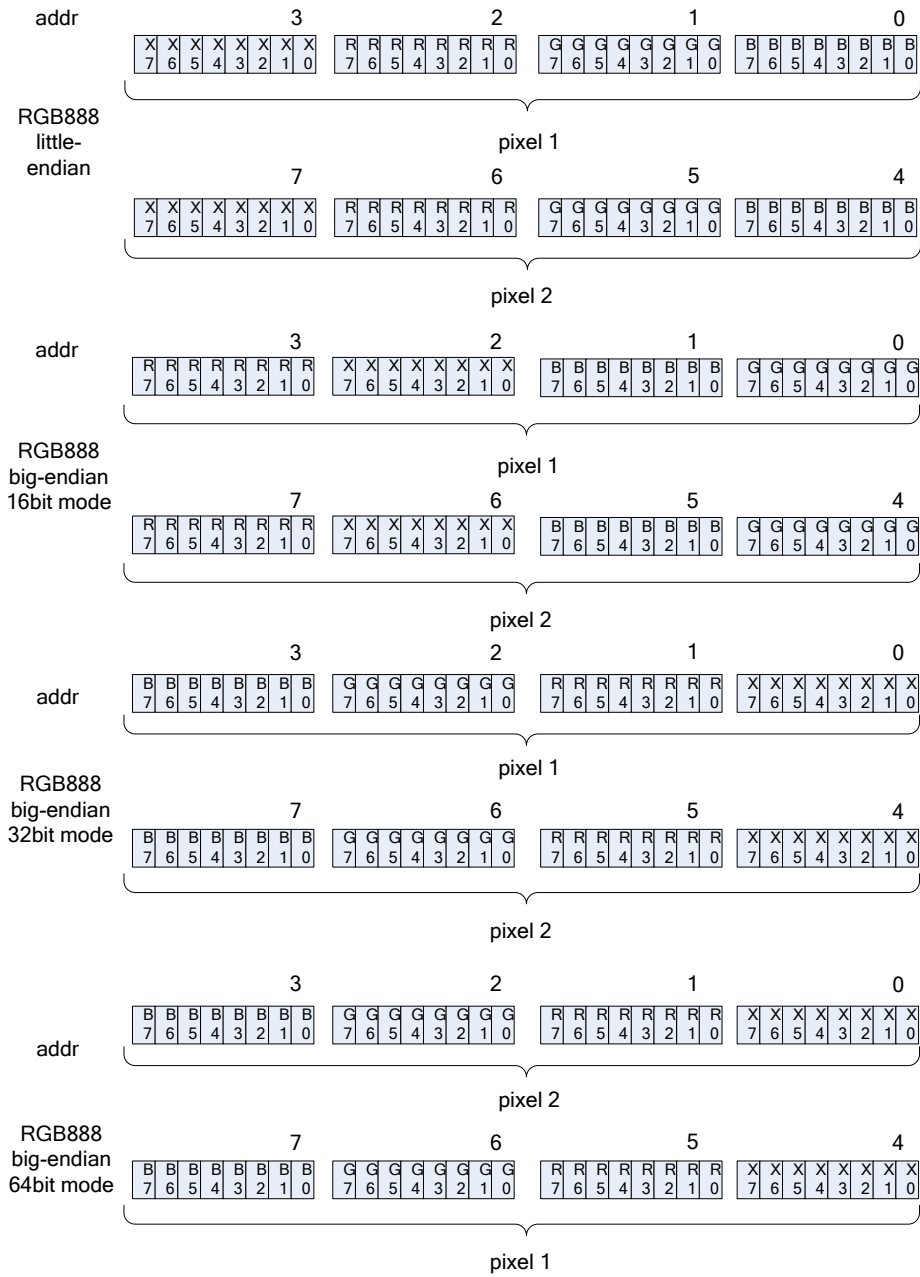 addr 3 2 1 0
X X X X X X X X R R R R R R R R G G G G G G G G B B B B B B B B
7 6 5 4 3 2 1 0 7 6 5 4 3 2 1 0 7 6 5 4 3 2 1 0 7 6 5 4 3 2 1 0
RGB888
little-
endian
pixel 1
7 6 5 4
X X X X X X X X R R R R R R R R G G G G G G G G B B B B B B B B
7 6 5 4 3 2 1 0 7 6 5 4 3 2 1 0 7 6 5 4 3 2 1 0 7 6 5 4 3 2 1 0
pixel 2
addr 3 2 1 0
R R R R R R R R X X X X X X X X B B B B B B B B G G G G G G G G
7 6 5 4 3 2 1 0 7 6 5 4 3 2 1 0 7 6 5 4 3 2 1 0 7 6 5 4 3 2 1 0
RGB888
big-endian
16bit mode
pixel 1
7 6 5 4
R R R R R R R R X X X X X X X X B B B B B B B B G G G G G G G G
7 6 5 4 3 2 1 0 7 6 5 4 3 2 1 0 7 6 5 4 3 2 1 0 7 6 5 4 3 2 1 0
pixel 2
3 2 1 0
addr
B B B B B B B B G G G G G G G G R R R R R R R R X X X X X X X X
7 6 5 4 3 2 1 0 7 6 5 4 3 2 1 0 7 6 5 4 3 2 1 0 7 6 5 4 3 2 1 0
pixel 1
RGB888
big-endian
32bit mode
7 6 5 4
B B B B B B B B G G G G G G G G R R R R R R R R X X X X X X X X
7 6 5 4 3 2 1 0 7 6 5 4 3 2 1 0 7 6 5 4 3 2 1 0 7 6 5 4 3 2 1 0
pixel 2
3 2 1 0
B B B B B B B B G G G G G G G G R R R R R R R R X X X X X X X X
7 6 5 4 3 2 1 0 7 6 5 4 3 2 1 0 7 6 5 4 3 2 1 0 7 6 5 4 3 2 1 0
addr
pixel 2
RGB888
big-endian
64bit mode
7 6 5 4
B B B B B B B B G G G G G G G G R R R R R R R R X X X X X X X X
7 6 5 4 3 2 1 0 7 6 5 4 3 2 1 0 7 6 5 4 3 2 1 0 7 6 5 4 3 2 1 0
pixel 1